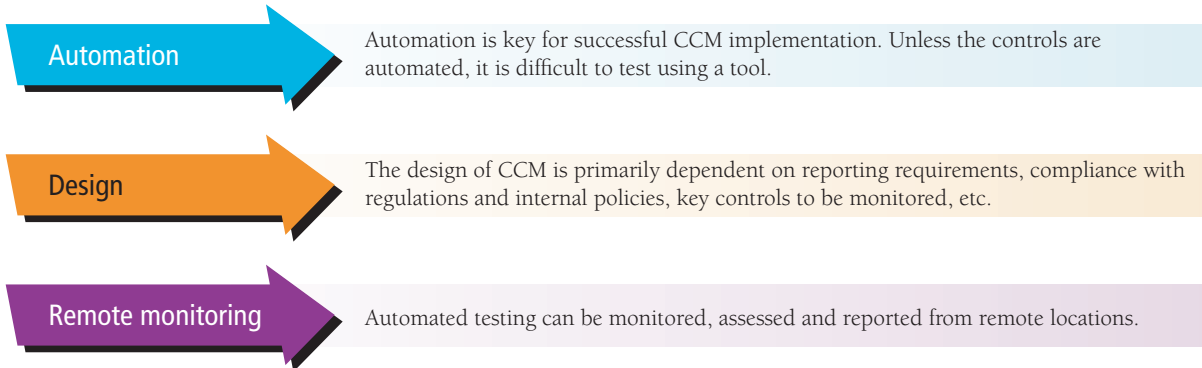 Automation
Automation is key for successful CCM implementation. Unless the controls are
automated, it is difficult to test using a tool.
Design
The design of CCM is primarily dependent on reporting requirements, compliance with
regulations and internal policies, key controls to be monitored, etc.
Remote monitoring
Automated testing can be monitored, assessed and reported from remote locations.